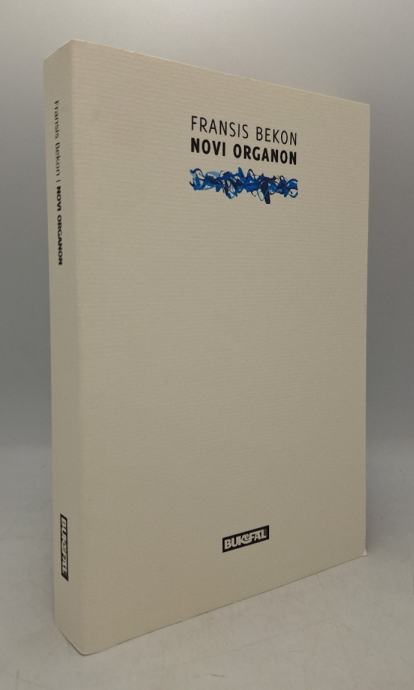 FRANSIS BEKON
NOVI ORGANON
BUKEFAL
Fransis Bekon | NOVI ORGANON
BUKEFAL